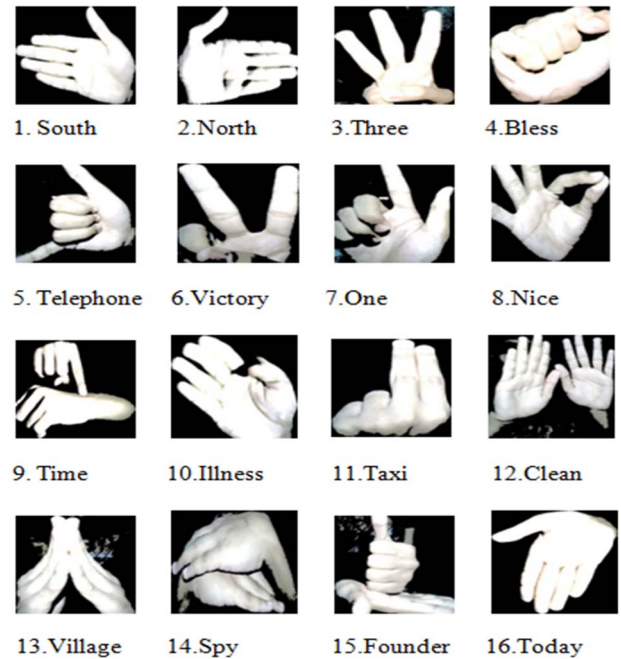 1. South 2.North 3.Three 4.Bless
5. Telephone 6.Victory 7.One 8.Nice
9. Time 10.Illness 11.Taxi 12.Clean
13.Village 14.Spy 15.Founder 16.Today